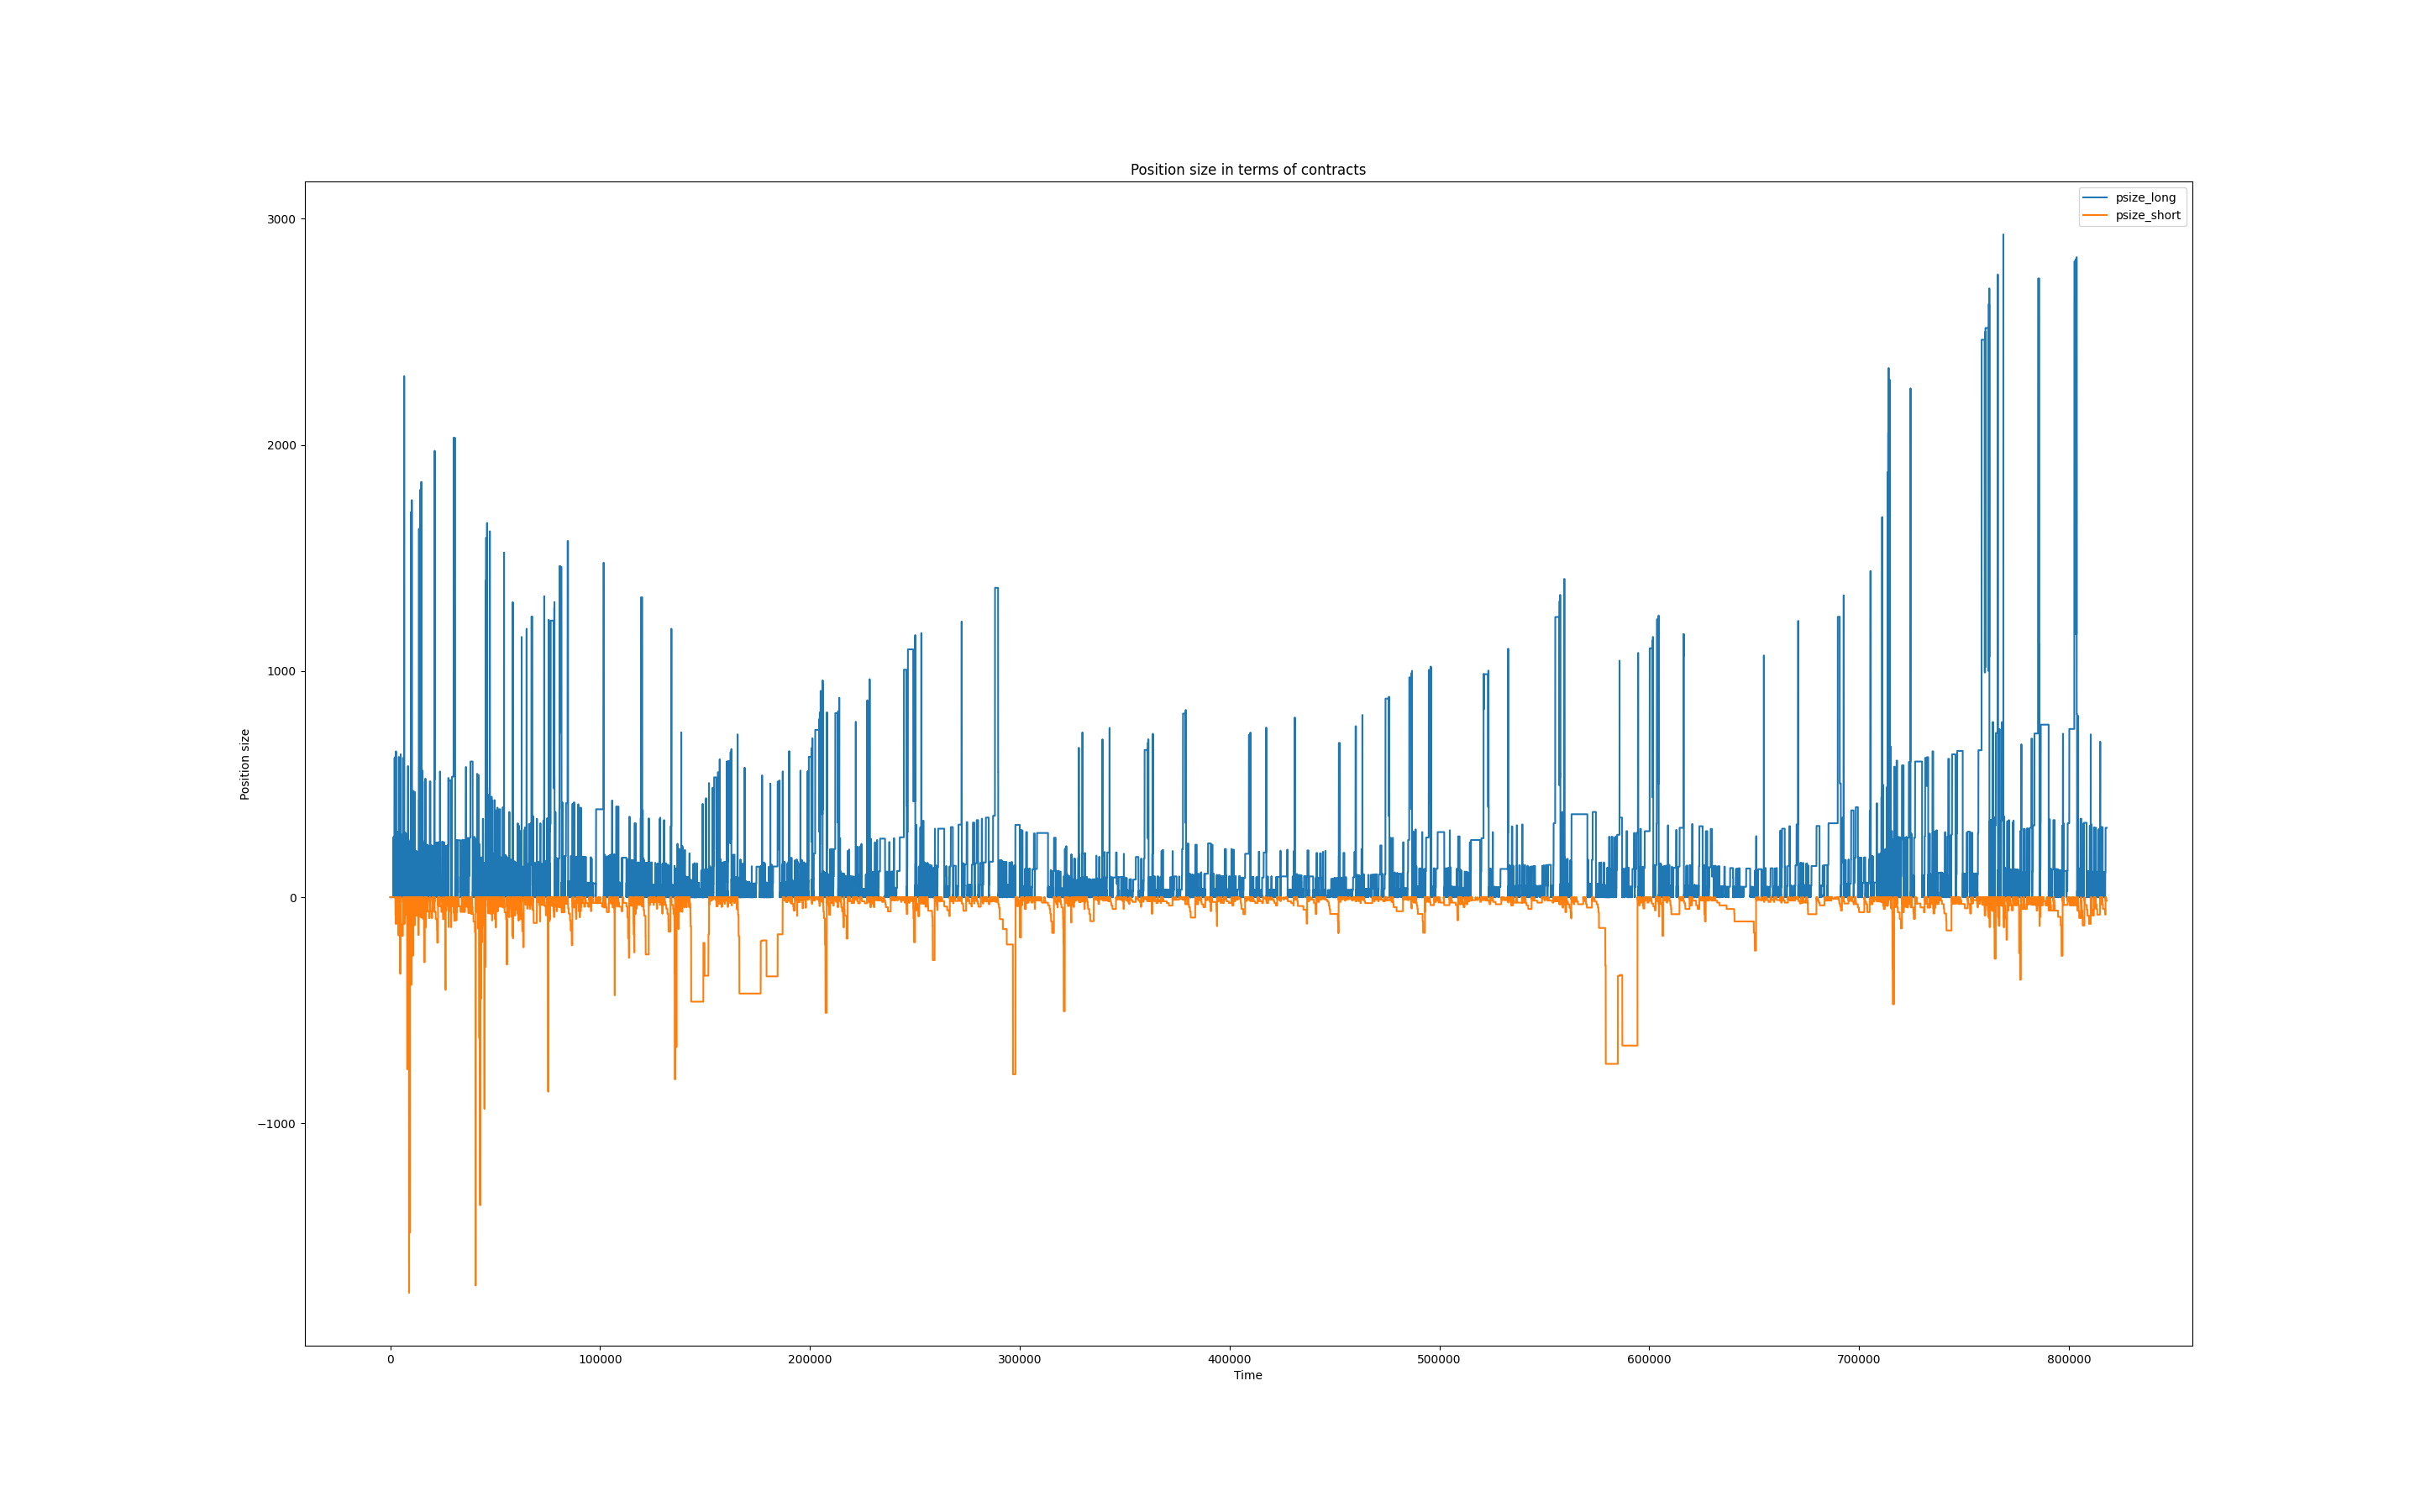 Position size in terms of contracts
psize_long
psize_short
3000
2000
1000
0
−1000
Position size
0
100000
200000
300000
400000
500000
600000
700000
800000
Time